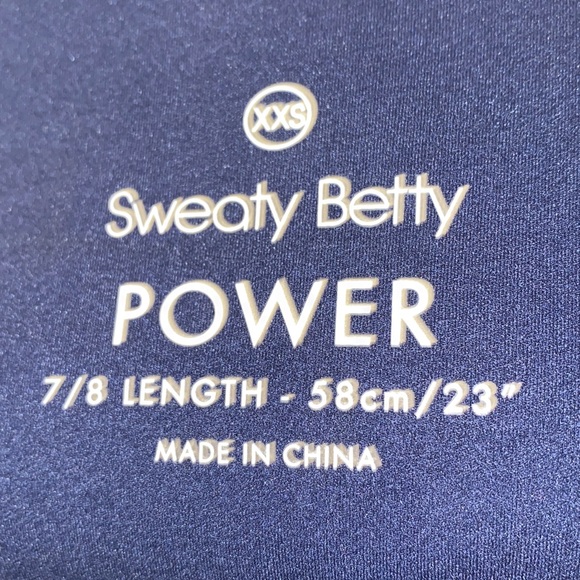 XXS
Sweaty Betty
POWER
7/8 LENGTH - 58cm/23”
MADE IN CHINA